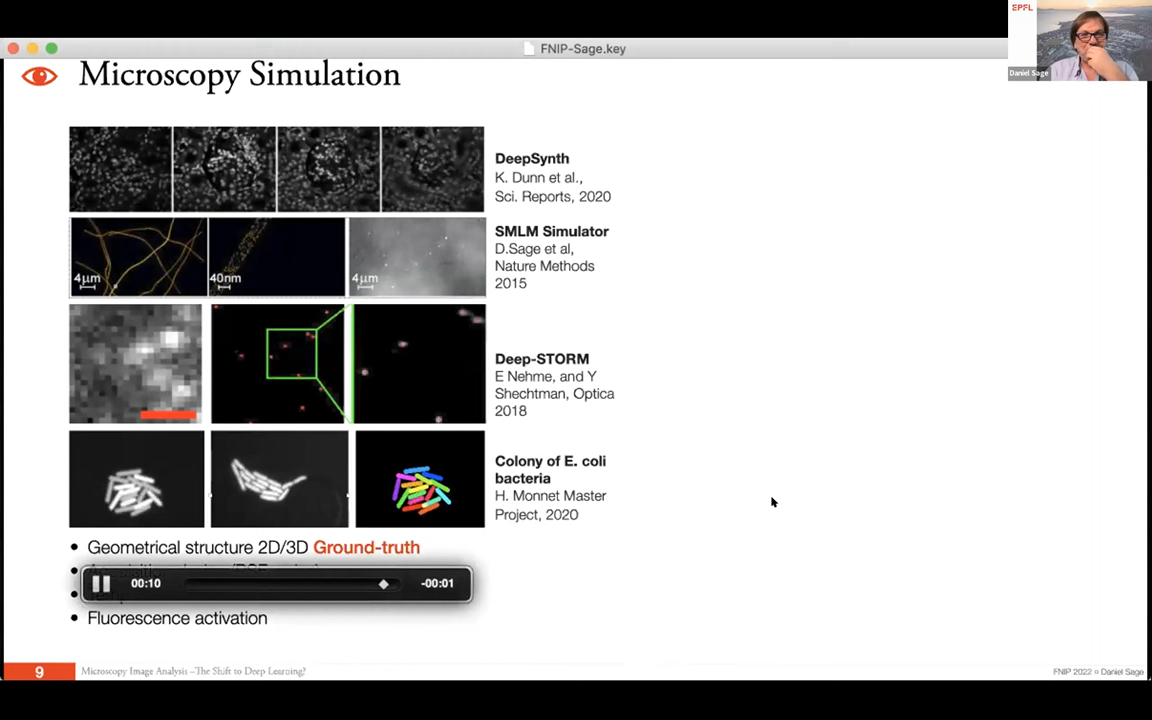 FNIP-Sage.key
EPFL
Daniel Sage
Microscopy Simulation
DeepSynth
K. Dunn et al.,
Sci. Reports, 2020
4μm
40nm
4μm
SMLM Simulator
D.Sage et al,
Nature Methods
2015
Deep-STORM
E Nehme, and Y
Shechtman, Optica
2018
Colony of E. coli
bacteria
H. Monnet Master
Project, 2020
• Geometrical structure 2D/3D Ground-truth
00:10
-00:01
• Fluorescence activation
9
Microscopy Image Analysis –The Shift to Deep Learning?
FNIP 2022 ¤ Daniel Sage